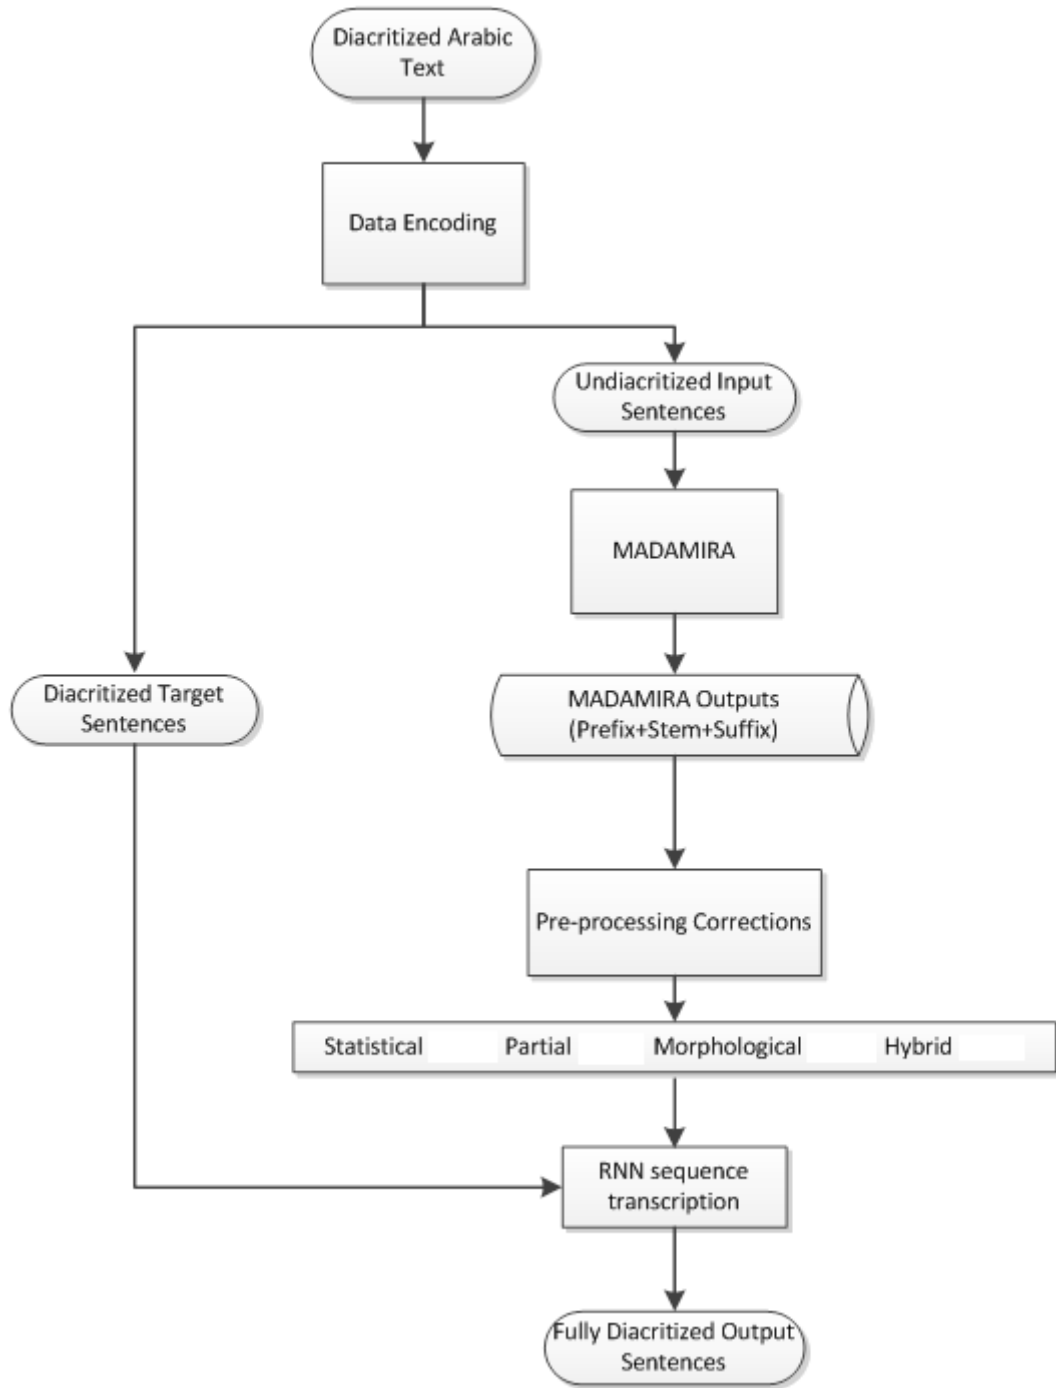 Diacritized Arabic
Text
Data Encoding
Undiacritized Input
Sentences
MADAMIRA
Diacritized Target
Sentences
MADAMIRA Outputs
(Prefix+Stem+Suffix)
Pre-processing Corrections
Statistical Partial Morphological Hybrid
RNN sequence
transcription
Fully Diacritized Output
Sentences